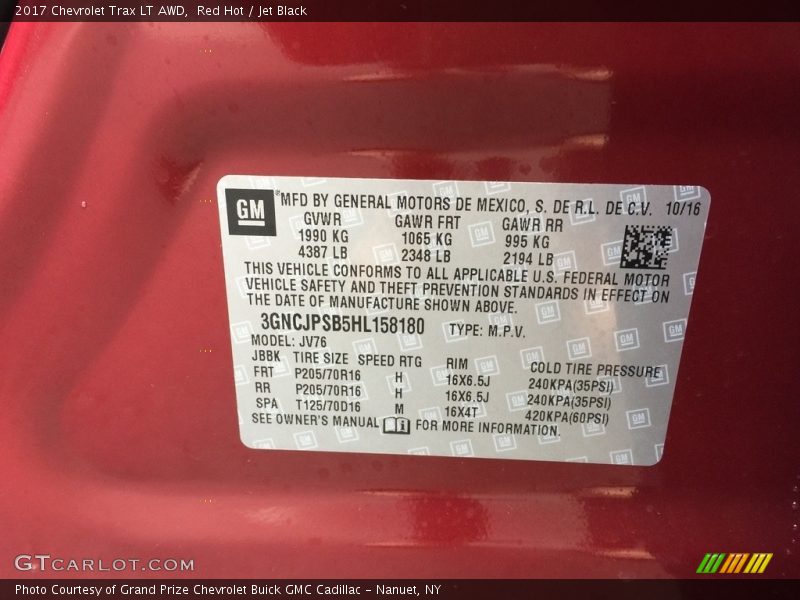 2017 Chevrolet Trax LT AWD,  Red Hot / Jet Black
GM ®MFD BY GENERAL MOTORS DE MEXICO, S. DE R.L. DE C.V. 10/16
GVWR GAWR FRT GAWR RR
1990 KG 1065 KG 995 KG
4387 LB 2348 LB 2194 LB
THIS VEHICLE CONFORMS TO ALL APPLICABLE U.S. FEDERAL MOTOR
VEHICLE SAFETY AND THEFT PREVENTION STANDARDS IN EFFECT ON
THE DATE OF MANUFACTURE SHOWN ABOVE.
3GNCJPSB5HL158180 TYPE: M.P.V.
MODEL: JV76
JBBK TIRE SIZE SPEED RTG RIM COLD TIRE PRESSURE
FRT P205/70R16 H 16X6.5J 240KPA(35PSI)
RR P205/70R16 H 16X6.5J 240KPA(35PSI)
SPA T125/70D16 M 16X4T 420KPA(60PSI)
SEE OWNER'S MANUAL FOR MORE INFORMATION.
GTCARLOT.COM
Photo Courtesy of Grand Prize Chevrolet Buick GMC Cadillac - Nanuet, NY